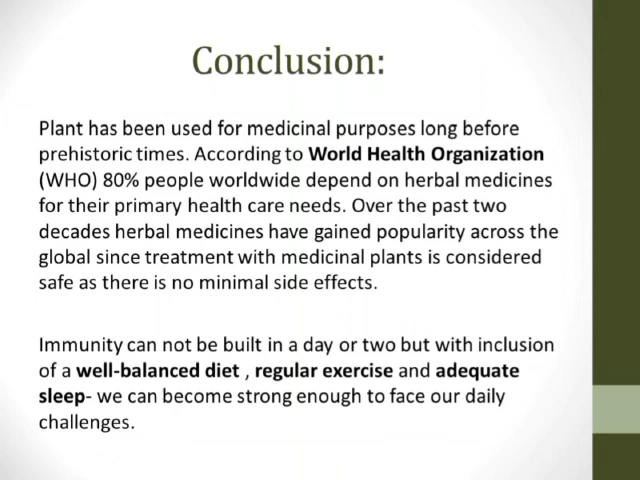 Conclusion:
Plant has been used for medicinal purposes long before
prehistoric times. According to World Health Organization
(WHO) 80% people worldwide depend on herbal medicines
for their primary health care needs. Over the past two
decades herbal medicines have gained popularity across the
global since treatment with medicinal plants is considered
safe as there is no minimal side effects.
Immunity can not be built in a day or two but with inclusion
of a well-balanced diet , regular exercise and adequate
sleep- we can become strong enough to face our daily
challenges.